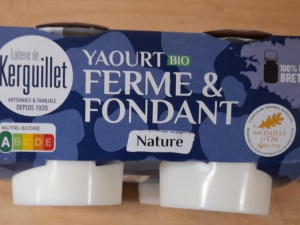 Laiterie de
Kerguillet
ARTISANALE & FAMILIALE
DEPUIS 1920
YAOURT BIO
FERME &
FONDANT
Nature
100%
BRET
NUTRI-SCORE
A B C D E
MÉDAILLE
D'OR